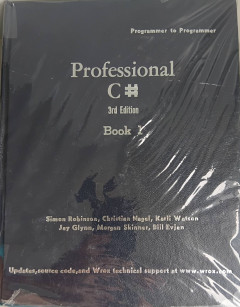 Programmer to Programmer
Professional
C#
3rd Edition
Book 1
Simon Robinson, Christian Nagel, Karli Watson
Jay Glynn, Morgan Skinner, Bill Evjen
Updates,source code,and Wrox technical support at www.wrox.com